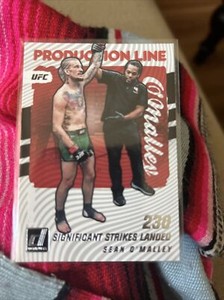 PRODUCTION LINE
UFC
O'Malley
230
SIGNIFICANT STRIKES LANDED
SEAN O'MALLEY